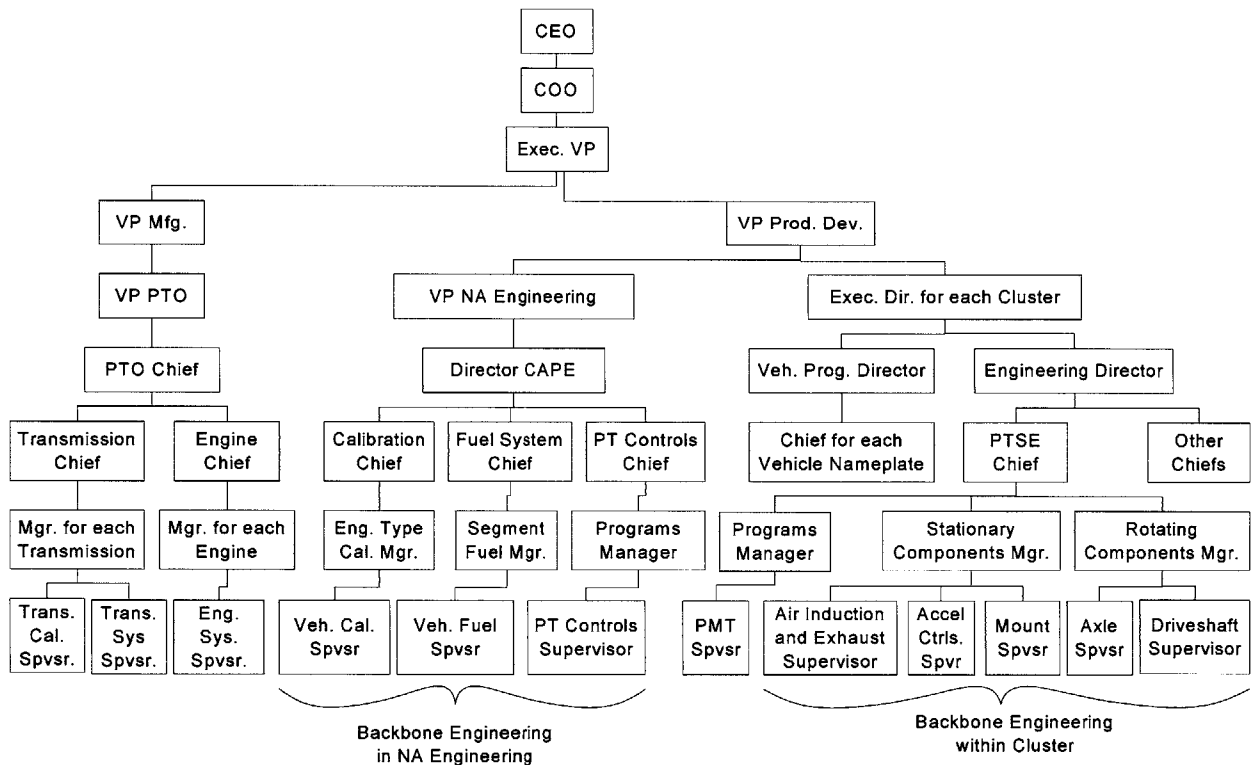 CEO
COO
Exec. VP
VP Mfg.
VP Prod. Dev.
VP PTO
VP NA Engineering
Exec. Dir. for each Cluster
PTO Chief
Director CAPE
Veh. Prog. Director
Engineering Director
Transmission
Chief
Engine
Chief
Calibration
Chief
Fuel System
Chief
PT Controls
Chief
Chief for each
Vehicle Nameplate
PTSE
Chief
Other
Chiefs
Mgr. for each
Transmission
Mgr. for each
Engine
Eng. Type
Cal. Mgr.
Segment
Fuel Mgr.
Programs
Manager
Programs
Manager
Stationary
Components Mgr.
Rotating
Components Mgr.
Trans.
Cal.
Spvsr.
Trans.
Sys
Spvsr.
Eng.
Sys.
Spvsr.
Veh. Cal.
Spvsr
Veh. Fuel
Spvsr
PT Controls
Supervisor
PMT
Spvsr
Air Induction
and Exhaust
Supervisor
Accel
Ctrls.
Spvr
Mount
Spvsr
Axle
Spvsr
Driveshaft
Supervisor
Backbone Engineering
in NA Engineering
Backbone Engineering
within Cluster